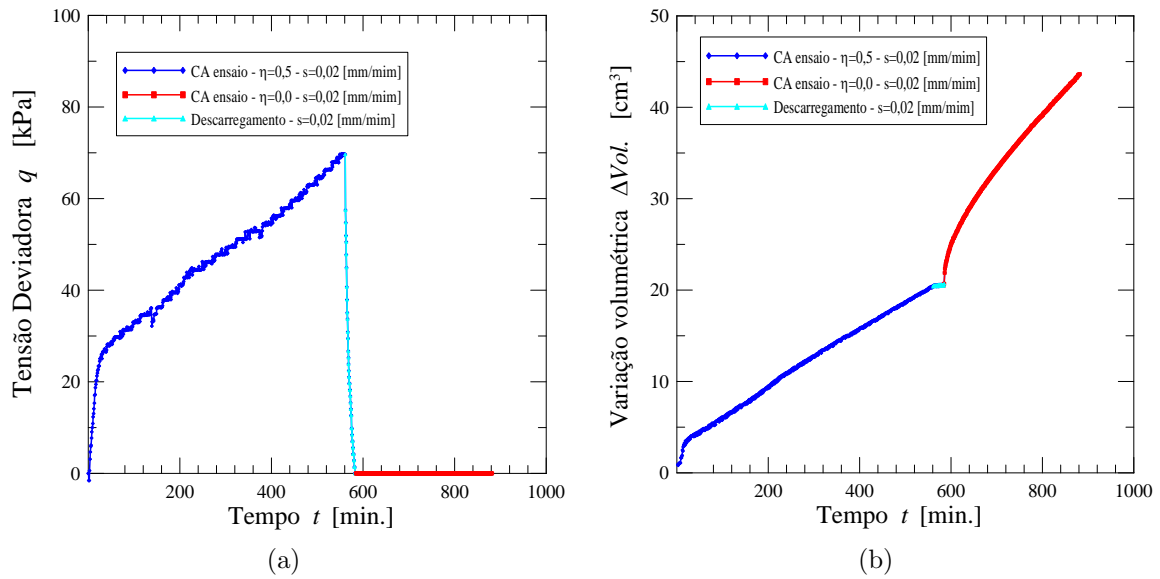 100
80
60
40
20
0
200
400
600
800
1000
Tensão Deviadora q [kPa]
Tempo t [min.]
CA ensaio - η=0,5 - s=0,02 [mm/mim]
CA ensaio - η=0,0 - s=0,02 [mm/mim]
Descarregamento - s=0,02 [mm/mim]
(a)
50
40
30
20
10
0
200
400
600
800
1000
Variação volumétrica ΔVol. [cm³]
Tempo t [min.]
CA ensaio - η=0,5 - s=0,02 [mm/mim]
CA ensaio - η=0,0 - s=0,02 [mm/mim]
Descarregamento - s=0,02 [mm/mim]
(b)